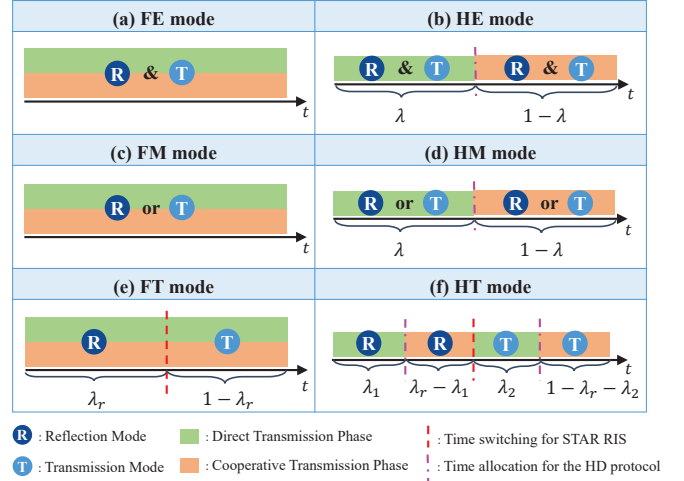 (a) FE mode
(b) HE mode
R & T
t
R & T R & T
t
λ 1 − λ
(c) FM mode
(d) HM mode
R or T
t
R or T R or T
t
λ 1 − λ
(e) FT mode
(f) HT mode
R T
t
λr 1 − λr
R R T T
t
λ1 λr − λ1 λ2 1 − λr − λ2
R : Reflection Mode
: Direct Transmission Phase
: Time switching for STAR RIS
T : Transmission Mode
: Cooperative Transmission Phase
: Time allocation for the HD protocol